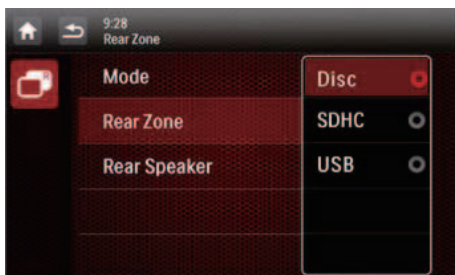 9:28
Rear Zone
Mode
Disc
Rear Zone
SDHC
Rear Speaker
USB